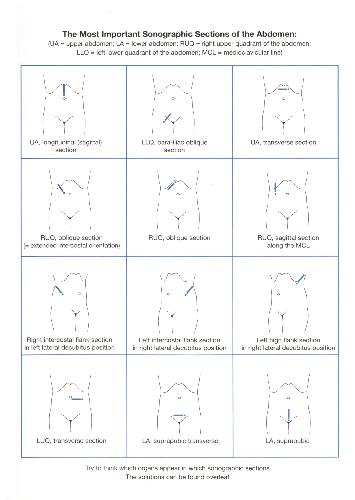 The Most Important Sonographic Sections of the Abdomen:
(UA = upper abdomen; LA = lower abdomen; RUQ = right upper quadrant of the abdomen;
LLQ = left lower quadrant of the abdomen; MCL = medioclavicular line)
UA, longitudinal (sagittal)
section
LLQ, para-iliac oblique
section
UA, transverse section
RUQ, oblique section
(= extended intercostal orientation)
RUQ, oblique section
RUQ, sagittal section
along the MCL
Right intercostal flank section
in left lateral decubitus position
Left intercostal flank section
in right lateral decubitus position
Left high flank section
in right lateral decubitus position
LUQ, transverse section
LA, suprapubic transverse
LA, suprapubic
Try to think which organs appear in which sonographic sections.
The solutions can be found overleaf.